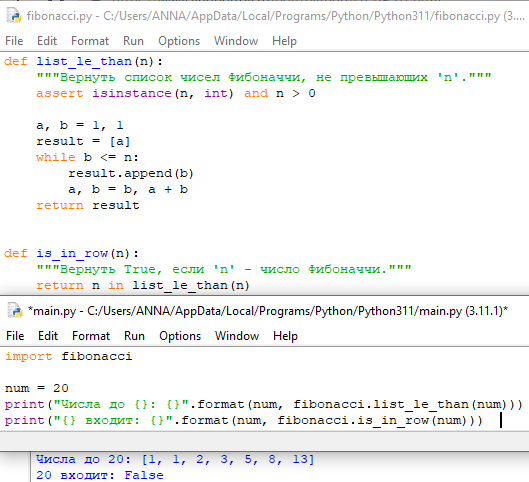 fibonacci.py - C:/Users/ANNA/AppData/Local/Programs/Python/Python311/fibonacci.py (3....
File Edit Format Run Options Window Help
def list_le_than(n):
    """Вернуть список чисел Фибоначчи, не превышающих 'n'."""
    assert isinstance(n, int) and n > 0
    a, b = 1, 1
    result = [a]
    while b <= n:
        result.append(b)
        a, b = b, a + b
    return result
def is_in_row(n):
    """Вернуть True, если 'n' - число Фибоначчи."""
    return n in list_le_than(n)
*main.py - C:/Users/ANNA/AppData/Local/Programs/Python/Python311/main.py (3.11.1)*
File Edit Format Run Options Window Help
import fibonacci
num = 20
print("Числа до {}: {}".format(num, fibonacci.list_le_than(num)))
print("{} входит: {}".format(num, fibonacci.is_in_row(num)))
Числа до 20: [1, 1, 2, 3, 5, 8, 13]
20 входит: False